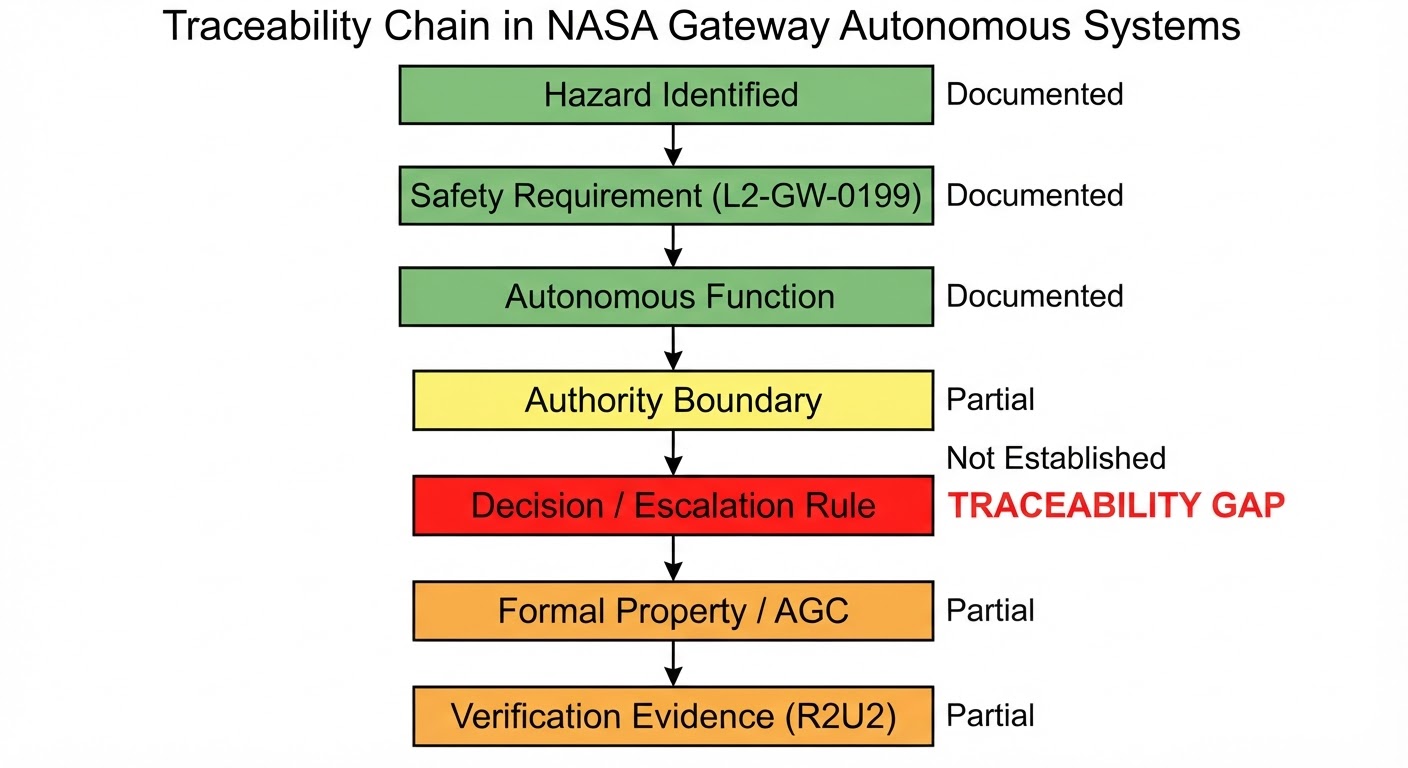 Traceability Chain in NASA Gateway Autonomous Systems
Hazard Identified
Documented
Safety Requirement (L2-GW-0199)
Documented
Autonomous Function
Documented
Authority Boundary
Partial
Not Established
Decision / Escalation Rule
TRACEABILITY GAP
Formal Property / AGC
Partial
Verification Evidence (R2U2)
Partial